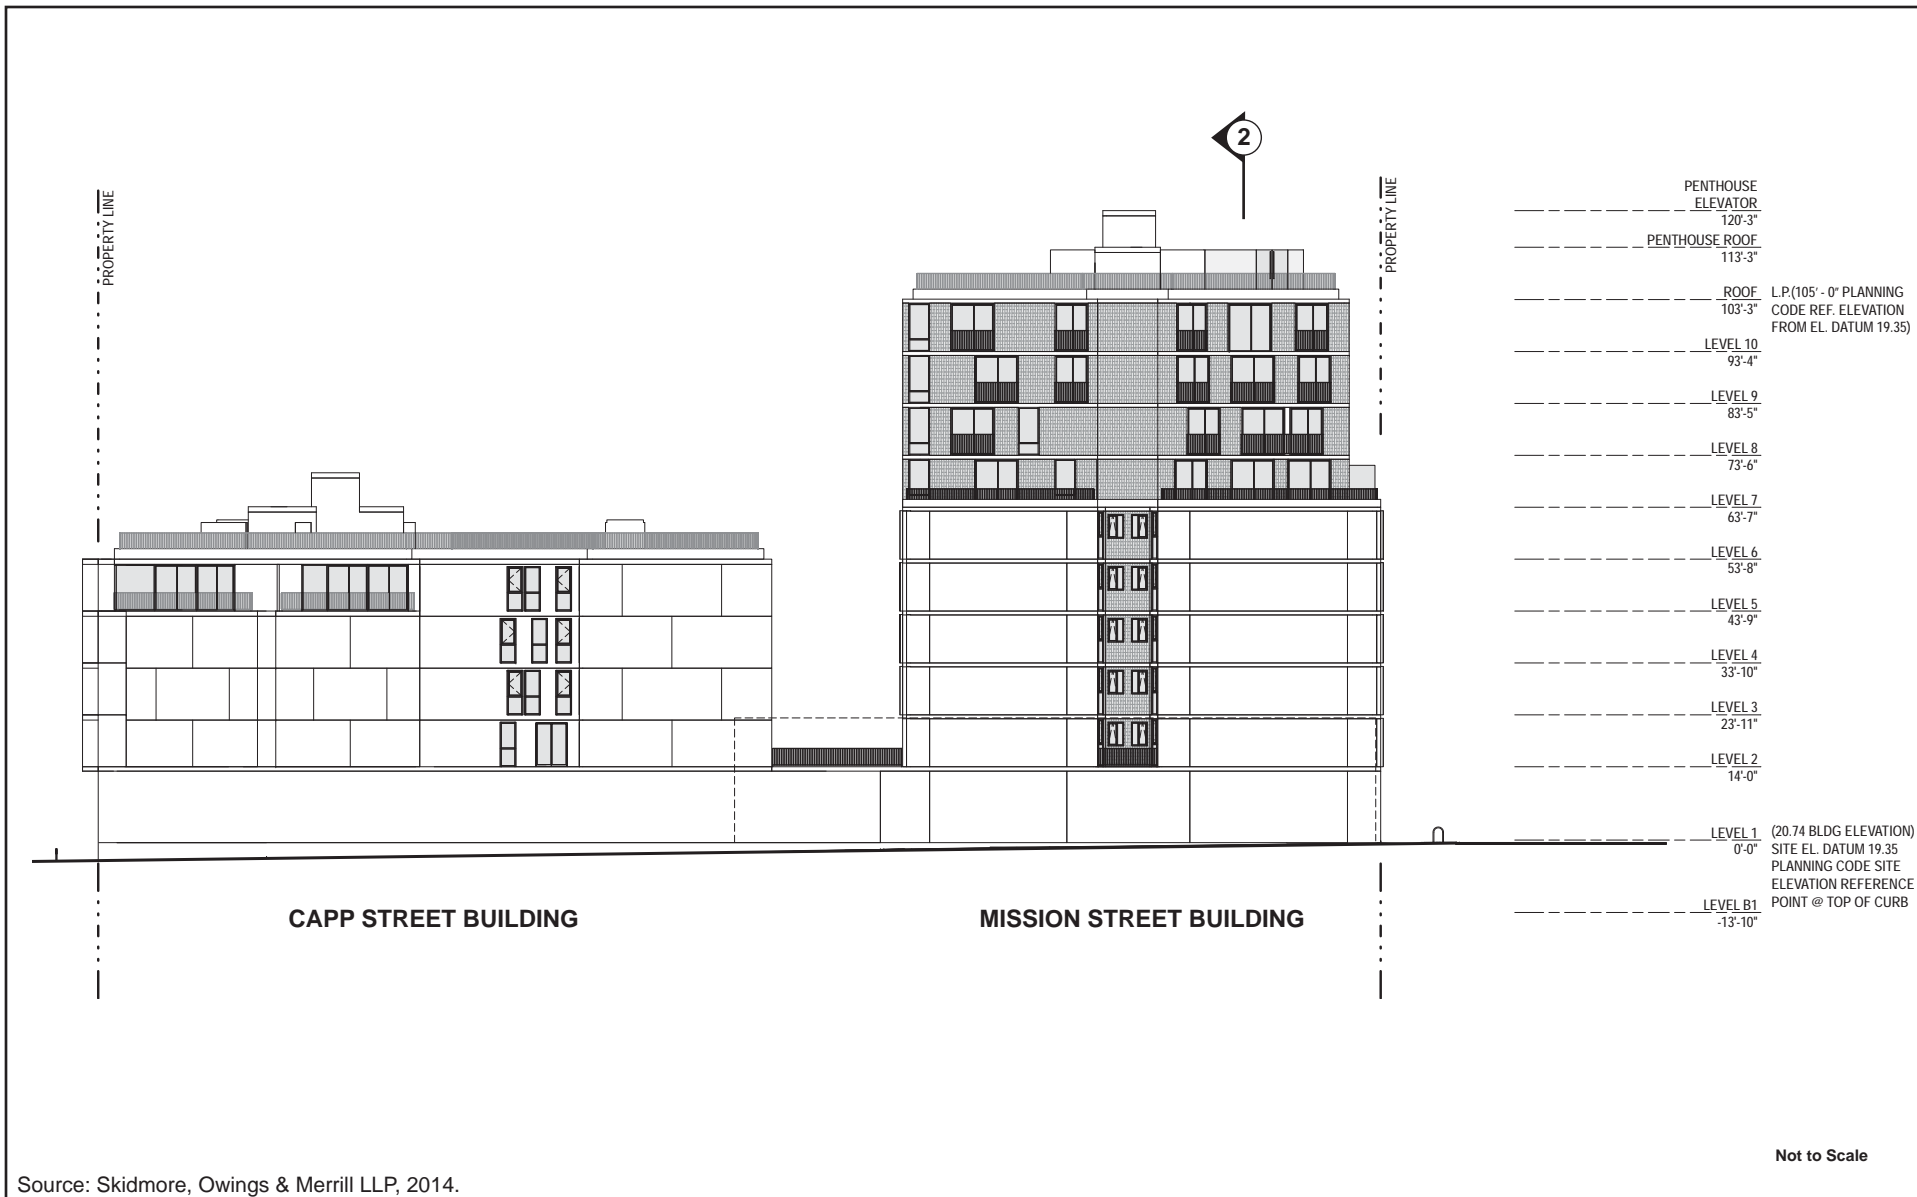 2
PROPERTY LINE
PROPERTY LINE
PENTHOUSE
ELEVATOR
120'-3"
PENTHOUSE ROOF
113'-3"
ROOF
103'-3"
L.P.(105' - 0" PLANNING
CODE REF. ELEVATION
FROM EL. DATUM 19.35)
LEVEL 10
93'-4"
LEVEL 9
83'-5"
LEVEL 8
73'-6"
LEVEL 7
63'-7"
LEVEL 6
53'-8"
LEVEL 5
43'-9"
LEVEL 4
33'-10"
LEVEL 3
23'-11"
LEVEL 2
14'-0"
LEVEL 1
0'-0"
(20.74 BLDG ELEVATION)
SITE EL. DATUM 19.35
PLANNING CODE SITE
ELEVATION REFERENCE
POINT @ TOP OF CURB
LEVEL B1
-13'-10"
CAPP STREET BUILDING
MISSION STREET BUILDING
Not to Scale
Source: Skidmore, Owings & Merrill LLP, 2014.